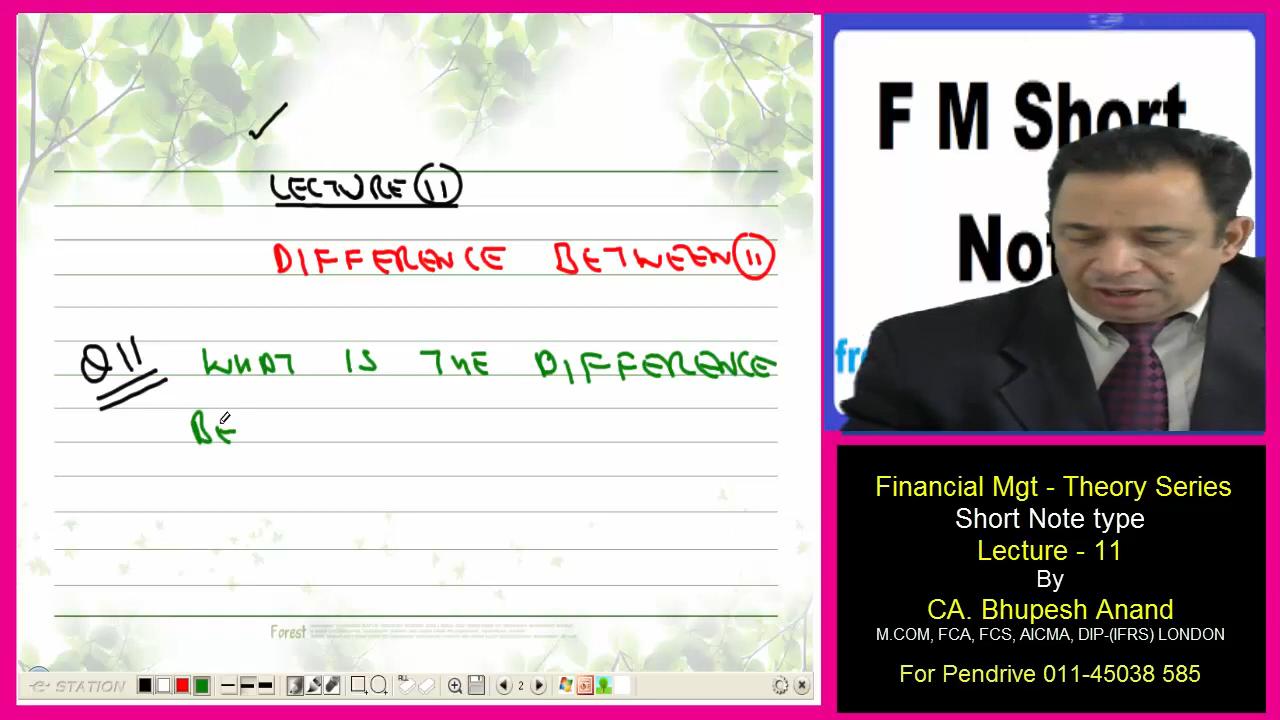 LECTURE 11
DIFFERENCE BETWEEN 11
Q11 WHAT IS THE DIFFERENCE
BE
Forest
e-STATION
2
F M Short
Financial Mgt - Theory Series
Short Note type
Lecture - 11
By
CA. Bhupesh Anand
M.COM, FCA, FCS, AICMA, DIP-(IFRS) LONDON
For Pendrive 011-45038 585